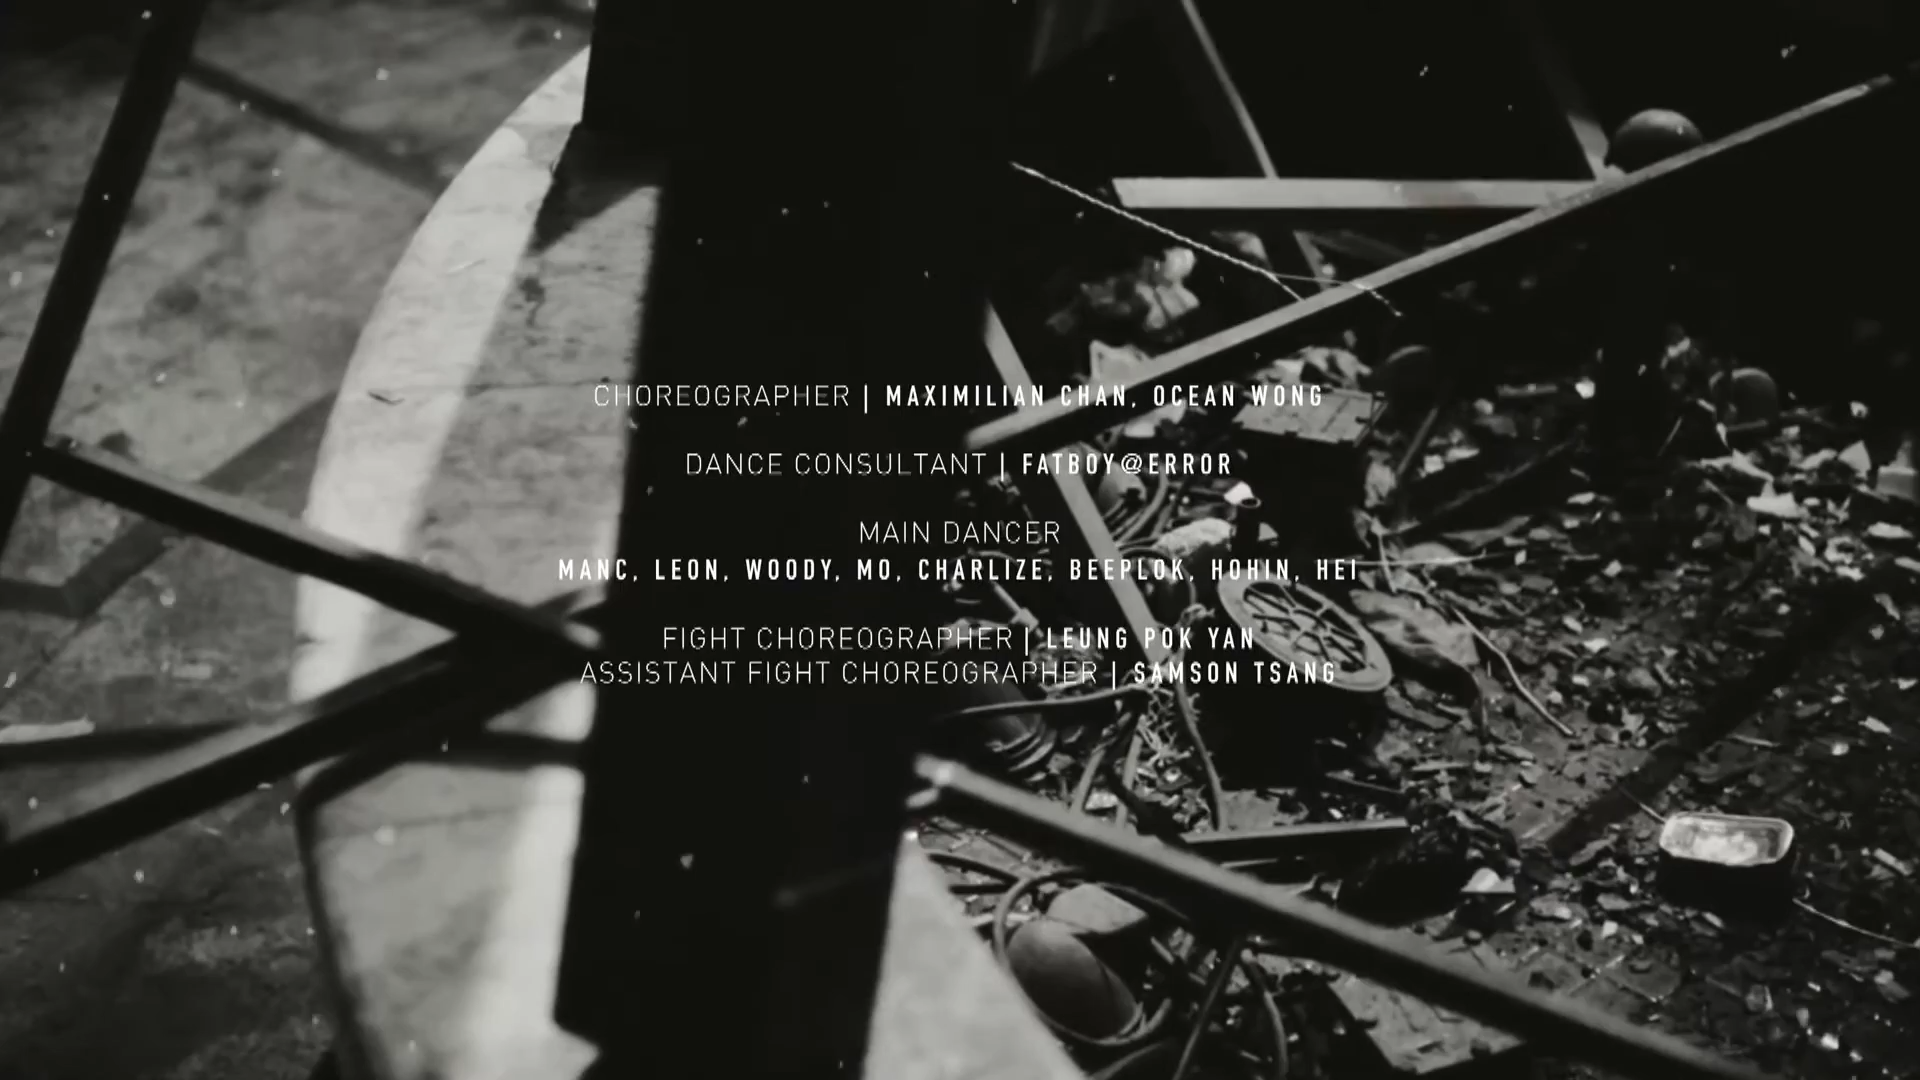 CHOREOGRAPHER | MAXIMILIAN CHAN, OCEAN WONG
DANCE CONSULTANT | FATBOY@ERROR
MAIN DANCER
MANC, LEON, WOODY, MO, CHARLIZE, BEEPLOK, HOHIN, HEI
FIGHT CHOREOGRAPHER | LEUNG POK YAN
ASSISTANT FIGHT CHOREOGRAPHER | SAMSON TSANG